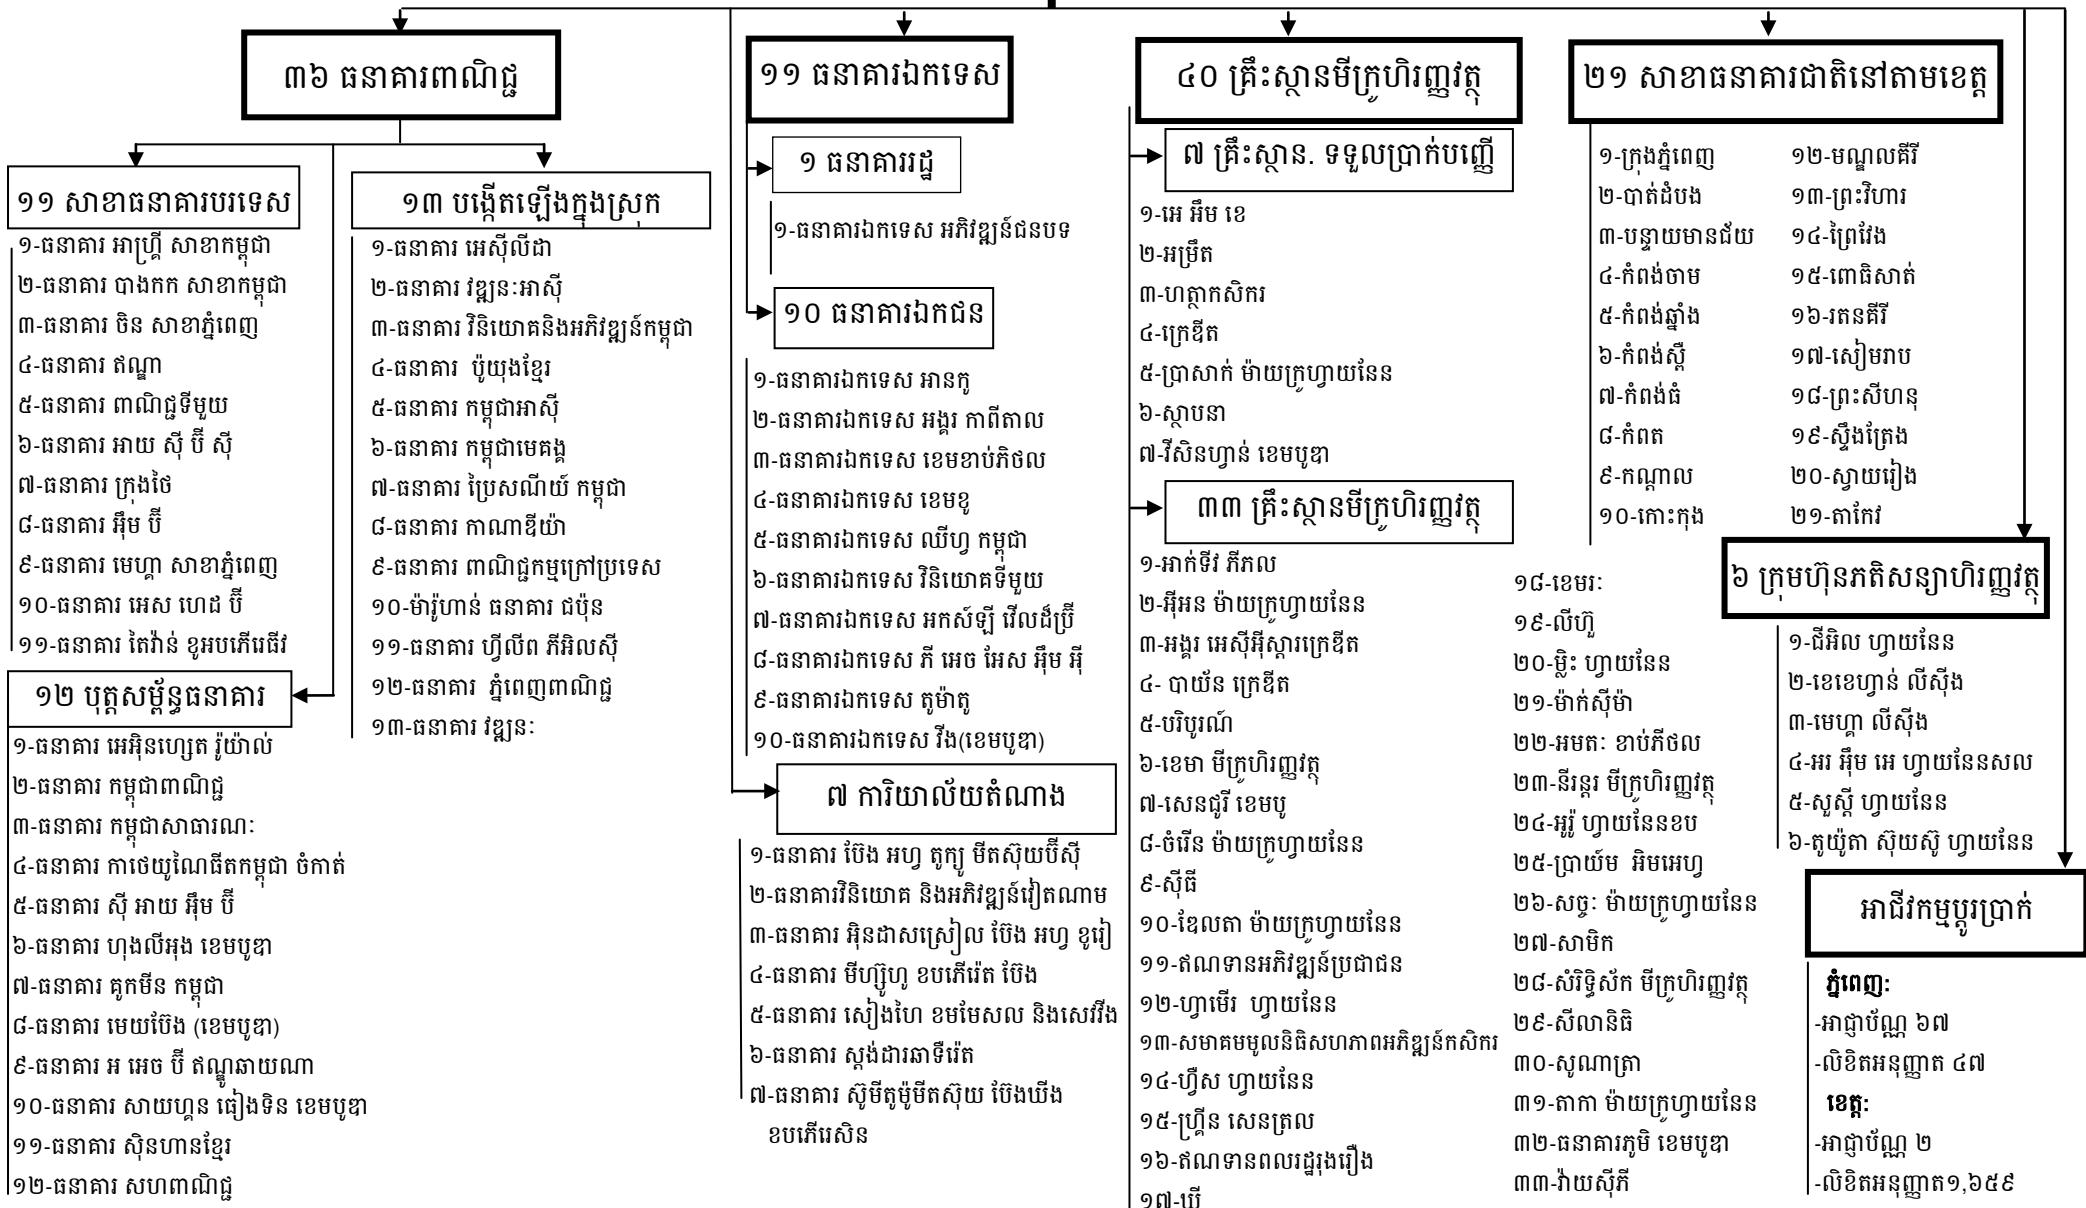 ៣៦ ធនាគារពាណិជ្ជ
១១ សាខាធនាគារបរទេស
១-ធនាគារ អាហ្គ្រី សាខាកម្ពុជា
២-ធនាគារ បាងកក សាខាកម្ពុជា
៣-ធនាគារ ចិន សាខាភ្នំពេញ
៤-ធនាគារ ឥណ្ឌា
៥-ធនាគារ ពាណិជ្ជទីមួយ
៦-ធនាគារ អាយ ស៊ី ប៊ី ស៊ី
៧-ធនាគារ ក្រុងថៃ
៨-ធនាគារ អ៊ឹម ប៊ី
៩-ធនាគារ មេហ្គា សាខាភ្នំពេញ
១០-ធនាគារ អេស ហេដ ប៊ី
១១-ធនាគារ តៃវ៉ាន់ ខូអបភើរេធីវ
១២ បុត្តសម្ព័ន្ធធនាគារ
១-ធនាគារ អេអ៊ិនហ្សេត រ៉ូយ៉ាល់
២-ធនាគារ កម្ពុជាពាណិជ្ជ
៣-ធនាគារ កម្ពុជាសាធារណៈ
៤-ធនាគារ កាថេយូណៃធីតកម្ពុជា ចំកាត់
៥-ធនាគារ ស៊ី អាយ អ៊ឹម ប៊ី
៦-ធនាគារ ហុងលីអុង ខេមបូឌា
៧-ធនាគារ គូកមីន កម្ពុជា
៨-ធនាគារ មេយប៊ែង (ខេមបូឌា)
៩-ធនាគារ អ អេច ប៊ី ឥណ្ឌូឆាយណា
១០-ធនាគារ សាយហ្គន ធៀងទិន ខេមបូឌា
១១-ធនាគារ ស៊ិនហានខ្មែរ
១២-ធនាគារ សហពាណិជ្ជ
១៣ បង្កើតឡើងក្នុងស្រុក
១-ធនាគារ អេស៊ីលីដា
២-ធនាគារ វឌ្ឍនៈអាស៊ី
៣-ធនាគារ វិនិយោគនិងអភិវឌ្ឍន៍កម្ពុជា
៤-ធនាគារ ប៉ូយុងខ្មែរ
៥-ធនាគារ កម្ពុជាអាស៊ី
៦-ធនាគារ កម្ពុជាមេគង្គ
៧-ធនាគារ ប្រៃសណីយ៍ កម្ពុជា
៨-ធនាគារ កាណាឌីយ៉ា
៩-ធនាគារ ពាណិជ្ជកម្មក្រៅប្រទេស
១០-ម៉ារ៉ូហាន់ ធនាគារ ជប៉ុន
១១-ធនាគារ ហ្វីលីព ភីអិលស៊ី
១២-ធនាគារ ភ្នំពេញពាណិជ្ជ
១៣-ធនាគារ វឌ្ឍនៈ
១១ ធនាគារឯកទេស
១ ធនាគាររដ្ឋ
១-ធនាគារឯកទេស អភិវឌ្ឍន៍ជនបទ
១០ ធនាគារឯកជន
១-ធនាគារឯកទេស អានកូ
២-ធនាគារឯកទេស អង្គរ កាពីតាល
៣-ធនាគារឯកទេស ខេមខាប់ភិថល
៤-ធនាគារឯកទេស ខេមខូ
៥-ធនាគារឯកទេស ឈីហ្វ កម្ពុជា
៦-ធនាគារឯកទេស វិនិយោគទីមួយ
៧-ធនាគារឯកទេស អកស៍ឡី វើលដ៏ប្រ៊ី
៨-ធនាគារឯកទេស ភី អេច អែស អ៊ឹម អ៊ី
៩-ធនាគារឯកទេស តូម៉ាតូ
១០-ធនាគារឯកទេស វីង(ខេមបូឌា)
៧ ការិយាល័យតំណាង
១-ធនាគារ ប៊ែង អហ្វ តូក្យូ មីតស៊ុយប៊ីស៊ី
២-ធនាគារវិនិយោគ និងអភិវឌ្ឍន៍វៀតណាម
៣-ធនាគារ អ៊ិនដាសស្រៀល ប៊ែង អហ្វ ខូរៀ
៤-ធនាគារ មីហ្ស៊ូហូ ខបភើរ៉េត ប៊ែង
៥-ធនាគារ សៀងហៃ ខមមែសល និងសេវវីង
៦-ធនាគារ ស្តង់ដារឆាទឺរ៉េត
៧-ធនាគារ ស៊ូមីតូម៉ូមីតស៊ុយ ប៊ែងឃីង
ខបភើរេសិន
៤០ គ្រឹះស្ថានមីក្រូហិរញ្ញវត្ថុ
៧ គ្រឹះស្ថាន. ទទួលប្រាក់បញ្ញើ
១-អេ អឹម ខេ
២-អម្រឹត
៣-ហត្ថាកសិករ
៤-ក្រេឌីត
៥-ប្រាសាក់ ម៉ាយក្រូហ្វាយនែន
៦-ស្ថាបនា
៧-វីសិនហ្វាន់ ខេមបូឌា
៣៣ គ្រឹះស្ថានមីក្រូហិរញ្ញវត្ថុ
១-អាក់ទីវ ភីភល
២-អ៊ីអន ម៉ាយក្រូហ្វាយនែន
៣-អង្គរ អេស៊ីអ៊ីស្តារក្រេឌីត
៤- បាយ័ន ក្រេឌីត
៥-បរិបូរណ៍
៦-ខេមា មីក្រូហិរញ្ញវត្ថុ
៧-សេនជូរី ខេមបូ
៨-ចំរើន ម៉ាយក្រូហ្វាយនែន
៩-ស៊ីធី
១០-ឌែលតា ម៉ាយក្រូហ្វាយនែន
១១-ឥណទានអភិវឌ្ឍន៍ប្រជាជន
១២-ហ្វាមើរ ហ្វាយនែន
១៣-សមាគមមូលនិធិសហភាពអភិឌ្ឍន៍កសិករ
១៤-ហ្វឺស ហ្វាយនែន
១៥-ហ្គ្រីន សេនត្រល
១៦-ឥណទានពលរដ្ឋរុងរឿង
១៧-ឃី
១៨-ខេមរៈ
១៩-លីហ៊ួ
២០-ម្លិះ ហ្វាយនែន
២១-ម៉ាក់ស៊ីម៉ា
២២-អមតៈ ខាប់ភីថល
២៣-នីរន្តរ មីក្រូហិរញ្ញវត្ថុ
២៤-អូរ៉ូ ហ្វាយនែនខប
២៥-ប្រាយ៍ម អិមអេហ្វ
២៦-សច្ចៈ ម៉ាយក្រូហ្វាយនែន
២៧-សាមិក
២៨-សំរិទ្ធិស័ក មីក្រូហិរញ្ញវត្ថុ
២៩-សីលានិធិ
៣០-សូណាត្រា
៣១-តាកា ម៉ាយក្រូហ្វាយនែន
៣២-ធនាគារភូមិ ខេមបូឌា
៣៣-វ៉ាយស៊ីភី
២១ សាខាធនាគារជាតិនៅតាមខេត្ត
១-ក្រុងភ្នំពេញ
២-បាត់ដំបង
៣-បន្ទាយមានជ័យ
៤-កំពង់ចាម
៥-កំពង់ឆ្នាំង
៦-កំពង់ស្ពឺ
៧-កំពង់ធំ
៨-កំពត
៩-កណ្តាល
១០-កោះកុង
១២-មណ្ឌលគីរី
១៣-ព្រះវិហារ
១៤-ព្រៃវែង
១៥-ពោធិសាត់
១៦-រតនគីរី
១៧-សៀមរាប
១៨-ព្រះសីហនុ
១៩-ស្ទឹងត្រែង
២០-ស្វាយរៀង
២១-តាកែវ
៦ ក្រុមហ៊ុនភតិសន្យាហិរញ្ញវត្ថុ
១-ជីអិល ហ្វាយនែន
២-ខេខេហ្វាន់ លីស៊ីង
៣-មេហ្គា លីស៊ីង
៤-អរ អ៊ឹម អេ ហ្វាយនែនសល
៥-សួស្តី ហ្វាយនែន
៦-តូយ៉ូតា ស៊ុយស៊ូ ហ្វាយនែន
អាជីវកម្មប្តូរប្រាក់
ភ្នំពេញ:
-អាជ្ញាប័ណ្ណ ៦៧
-លិខិតអនុញ្ញាត ៤៧
ខេត្ត:
-អាជ្ញាប័ណ្ណ ២
-លិខិតអនុញ្ញាត១,៦៥៩